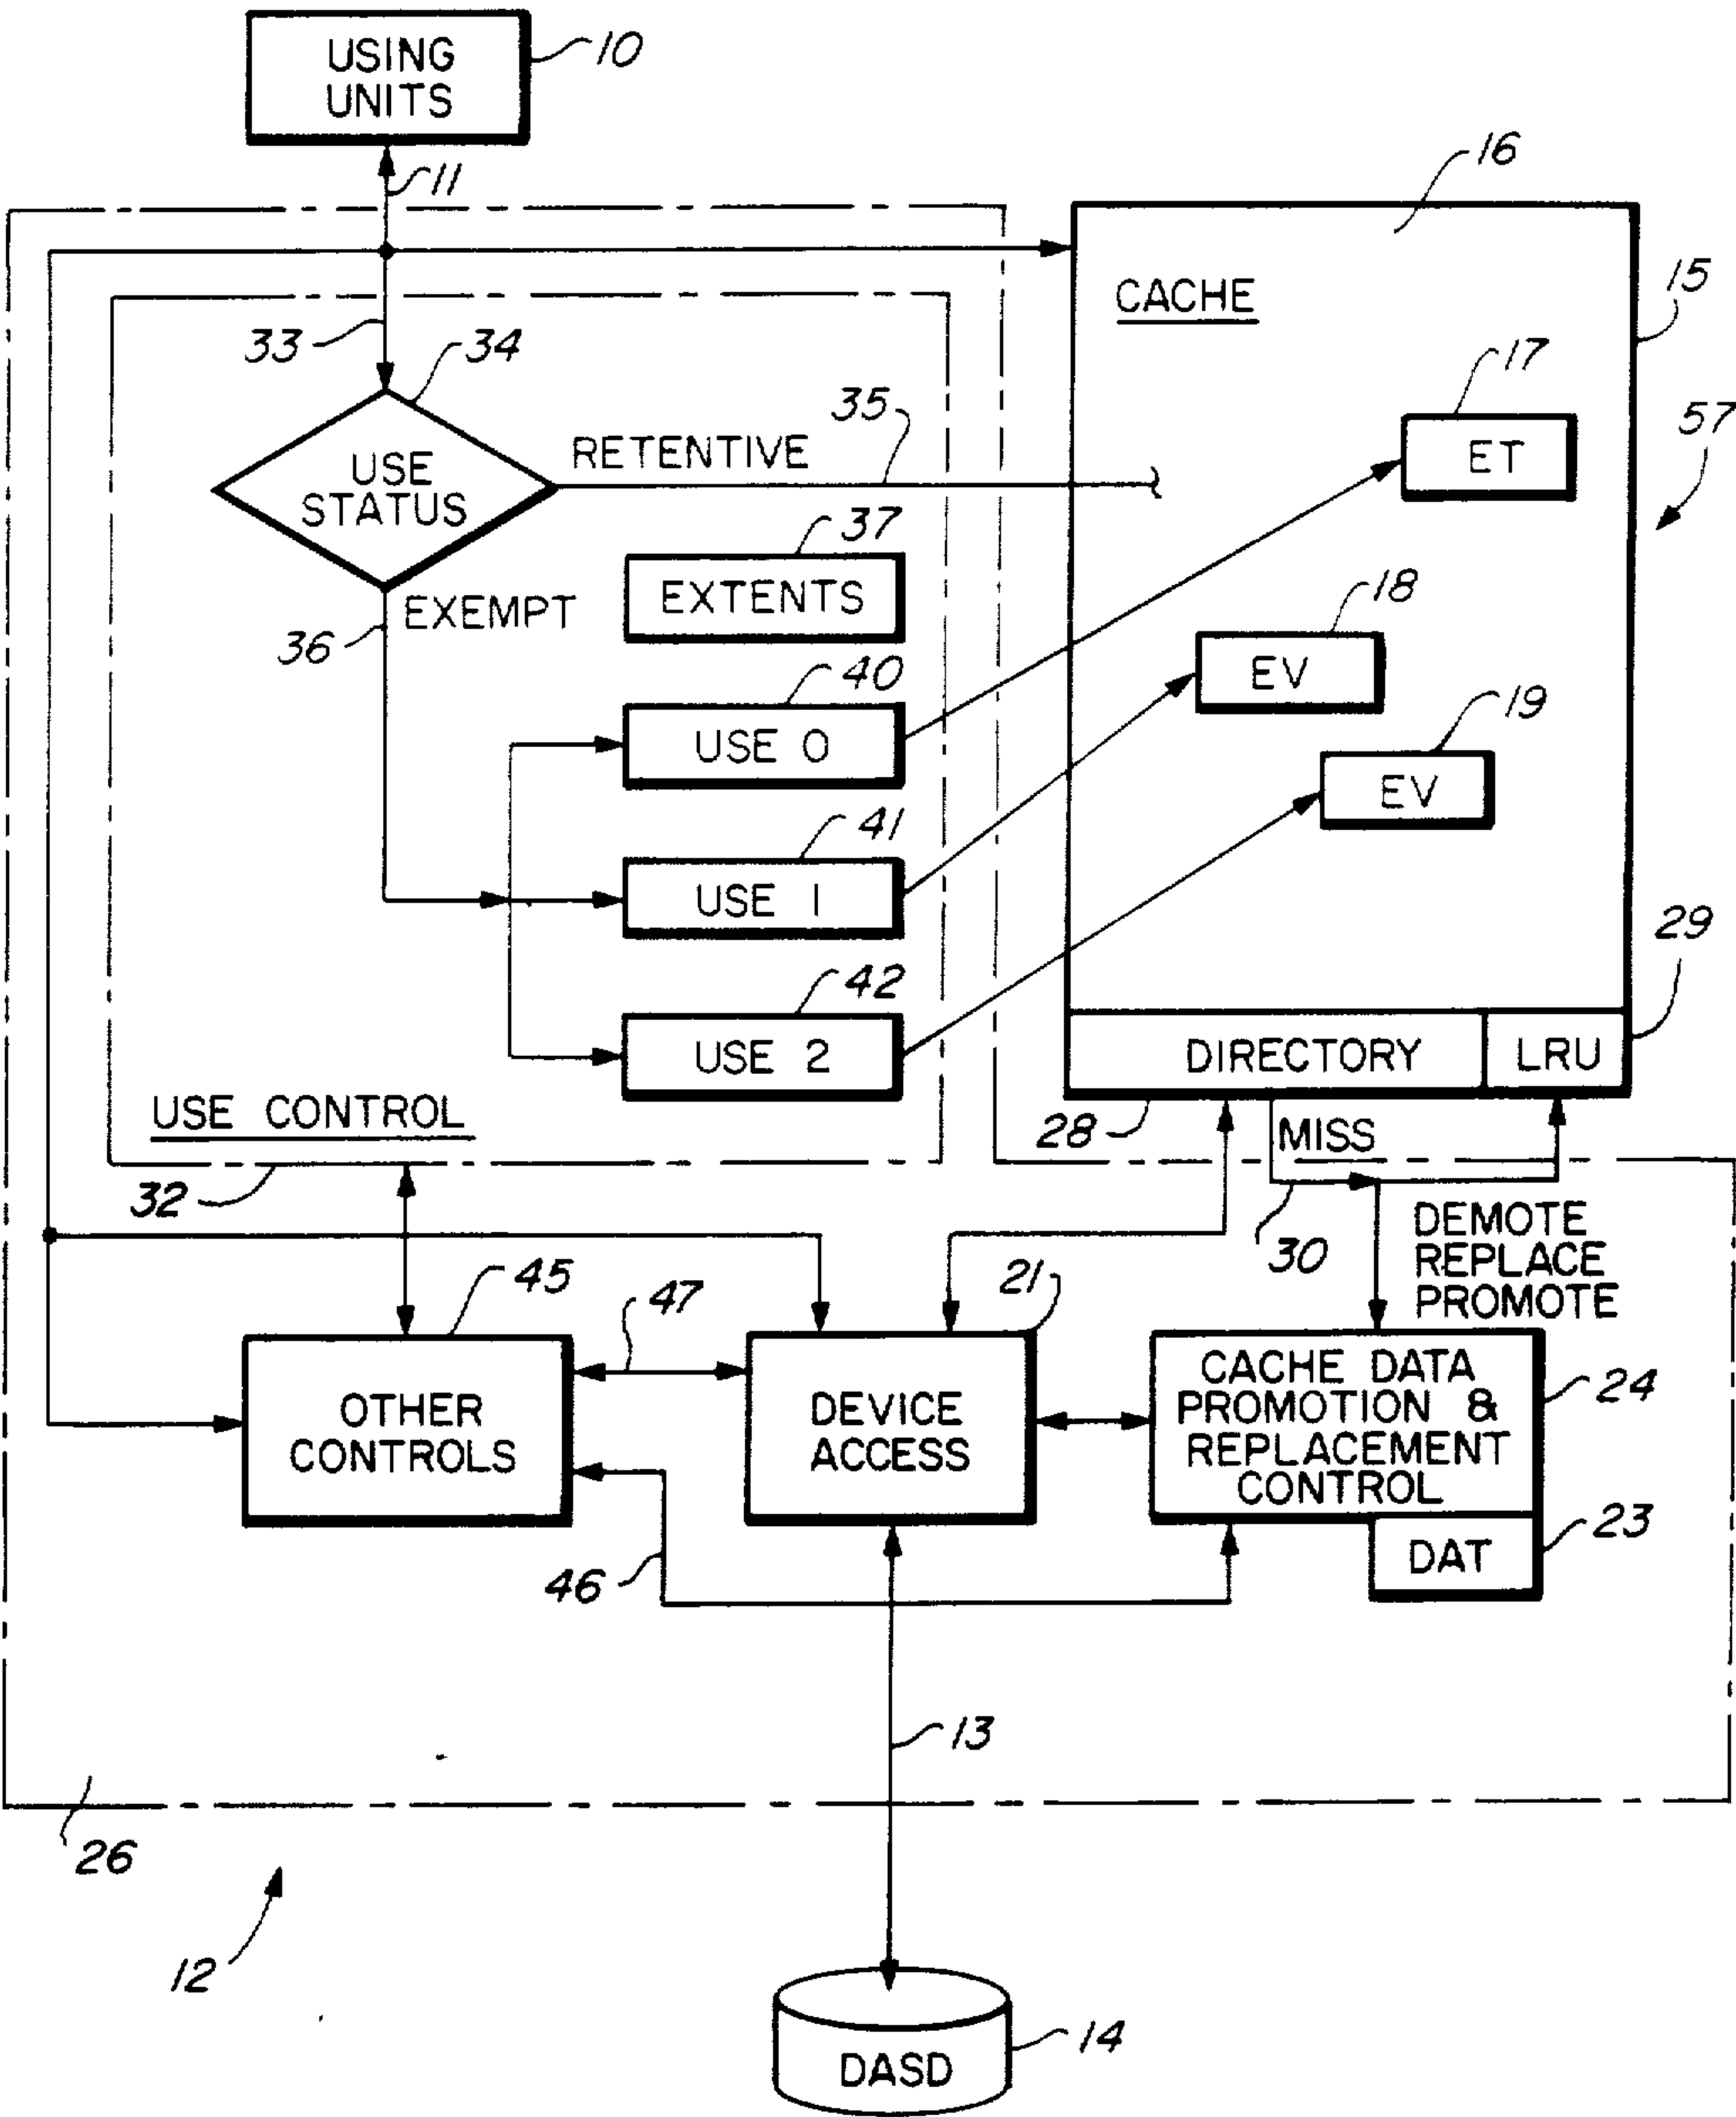 USING
UNITS
10
11
16
CACHE
15
33
34
17
ET
35
RETENTIVE
57
USE
STATUS
37
EXTENTS
18
EV
EXEMPT
36
40
USE 0
19
EV
41
USE 1
29
42
USE 2
DIRECTORY
LRU
USE CONTROL
28
MISS
32
30
DEMOTE
REPLACE
PROMOTE
45
47
21
OTHER
CONTROLS
DEVICE
ACCESS
CACHE DATA
PROMOTION &
REPLACEMENT
CONTROL
24
23
DAT
46
13
26
12
14
DASD